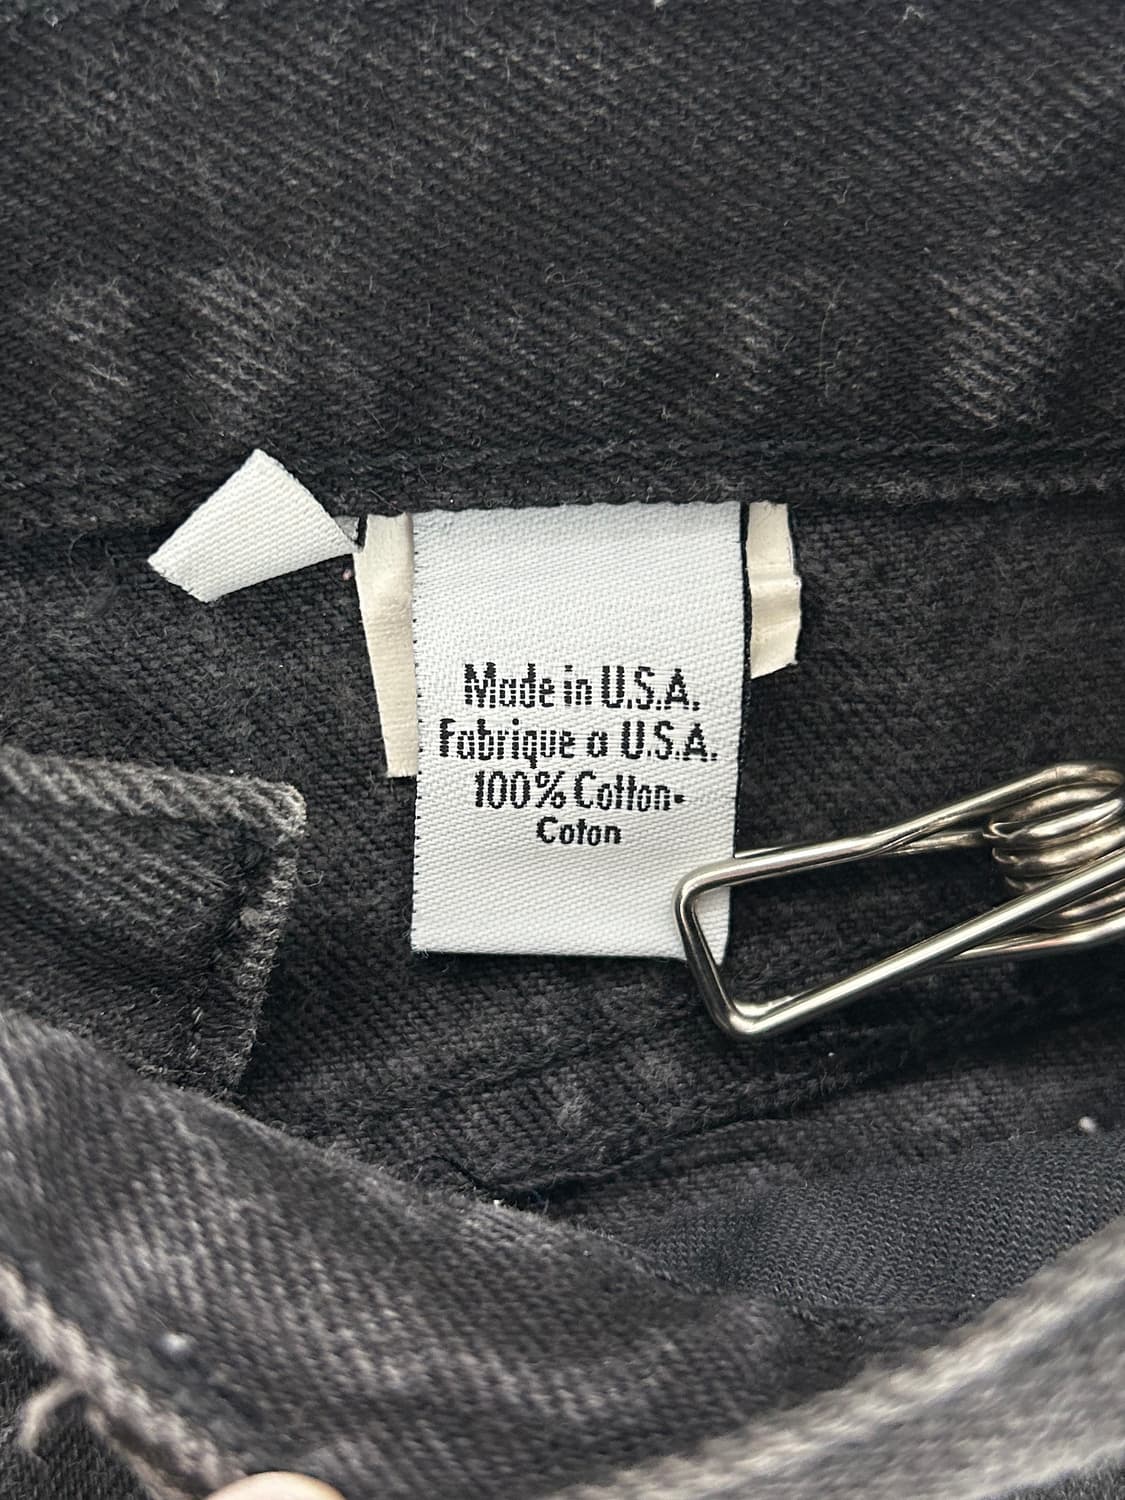 Made in U.S.A.
Fabrique a U.S.A.
100% Cotton-
Coton